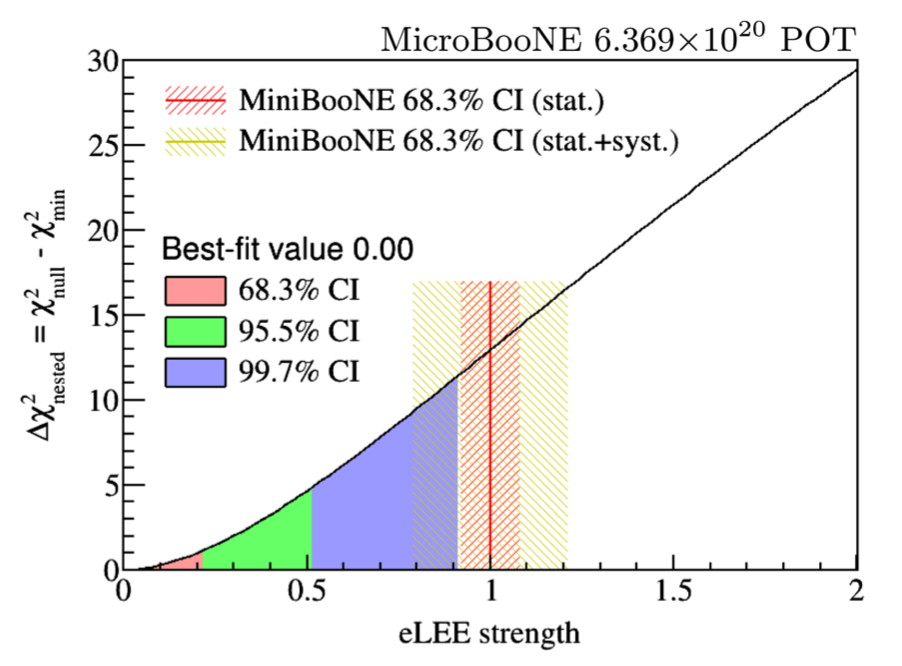 MicroBooNE 6.369×10²⁰ POT
30
25
20
15
10
5
0
Δχ²nested = χ²null - χ²min
MiniBooNE 68.3% CI (stat.)
MiniBooNE 68.3% CI (stat.+syst.)
Best-fit value 0.00
68.3% CI
95.5% CI
99.7% CI
0 0.5 1 1.5 2
eLEE strength